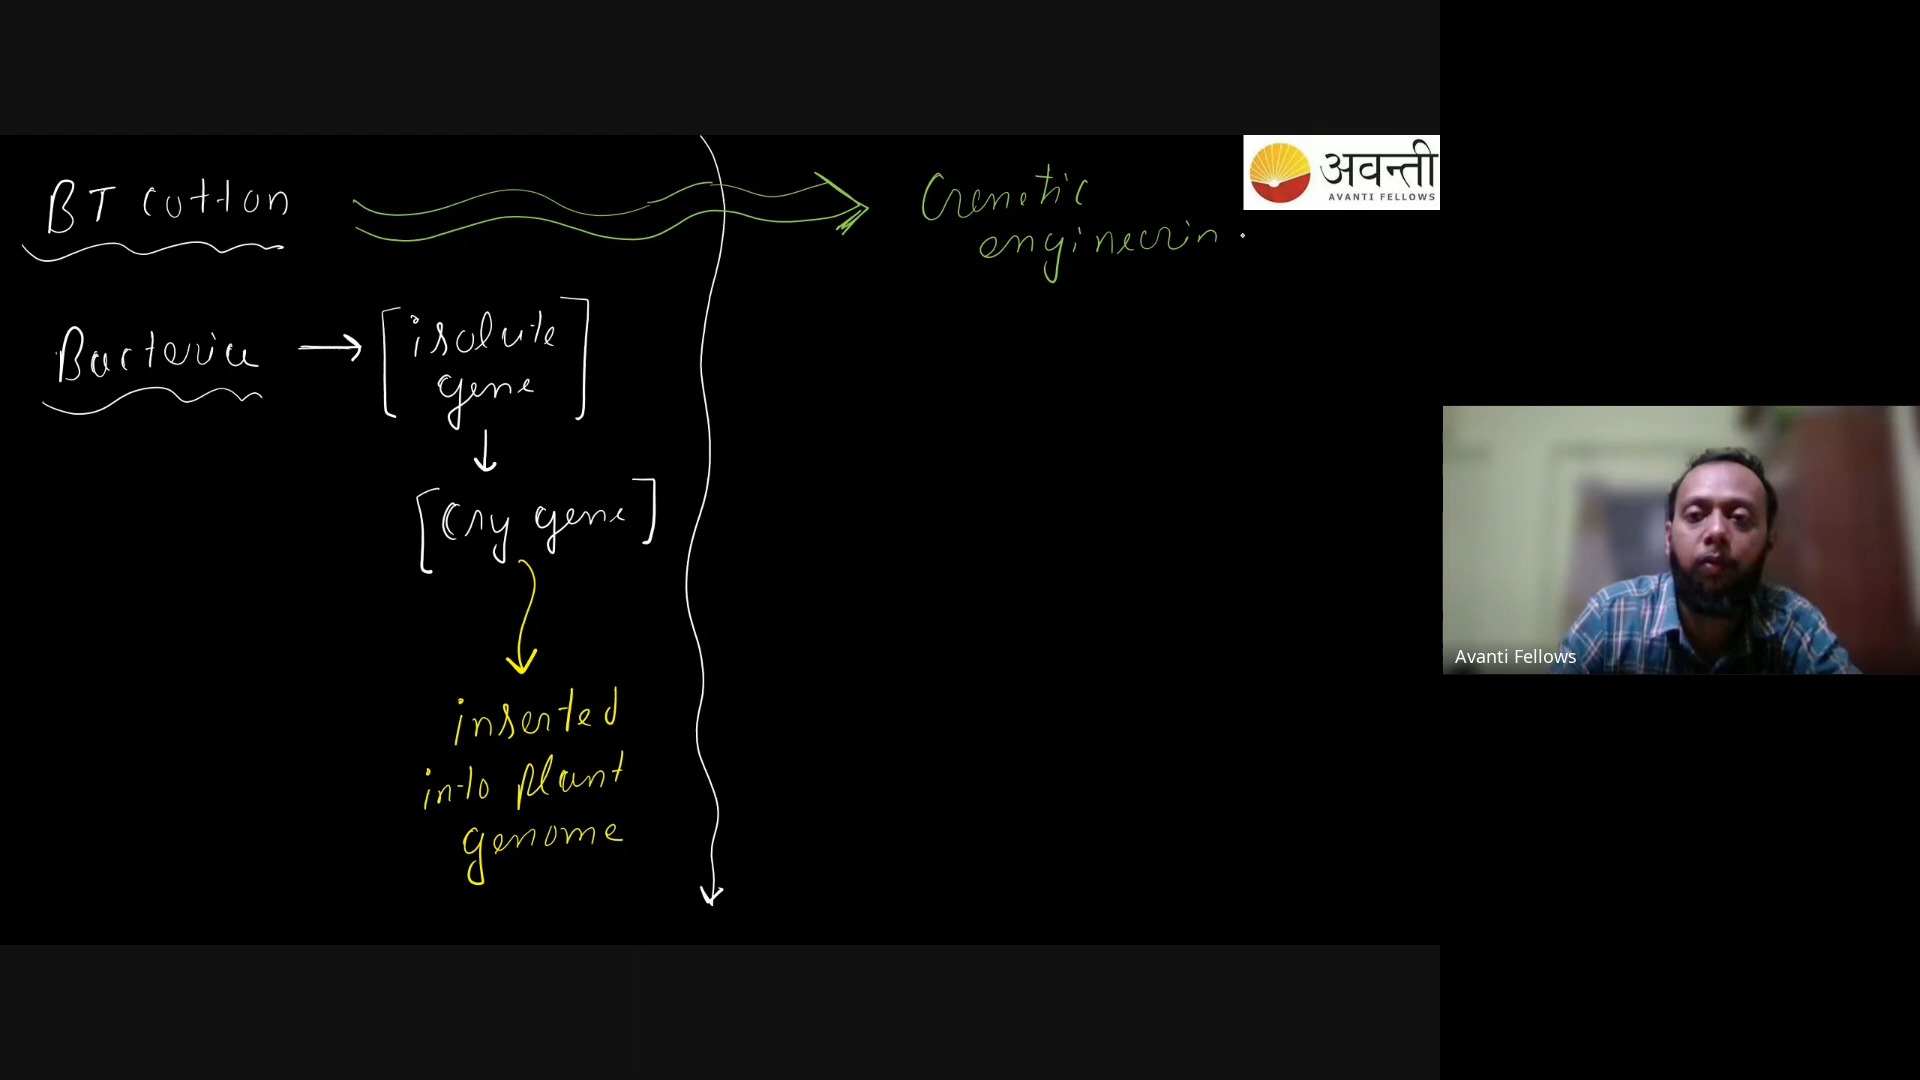 BT cotton
Genetic
engineerin
Bacteria → [isolate
gene]
↓
[Cry gene]
inserted
into plant
genome
अवन्ती
AVANTI FELLOWS
Avanti Fellows